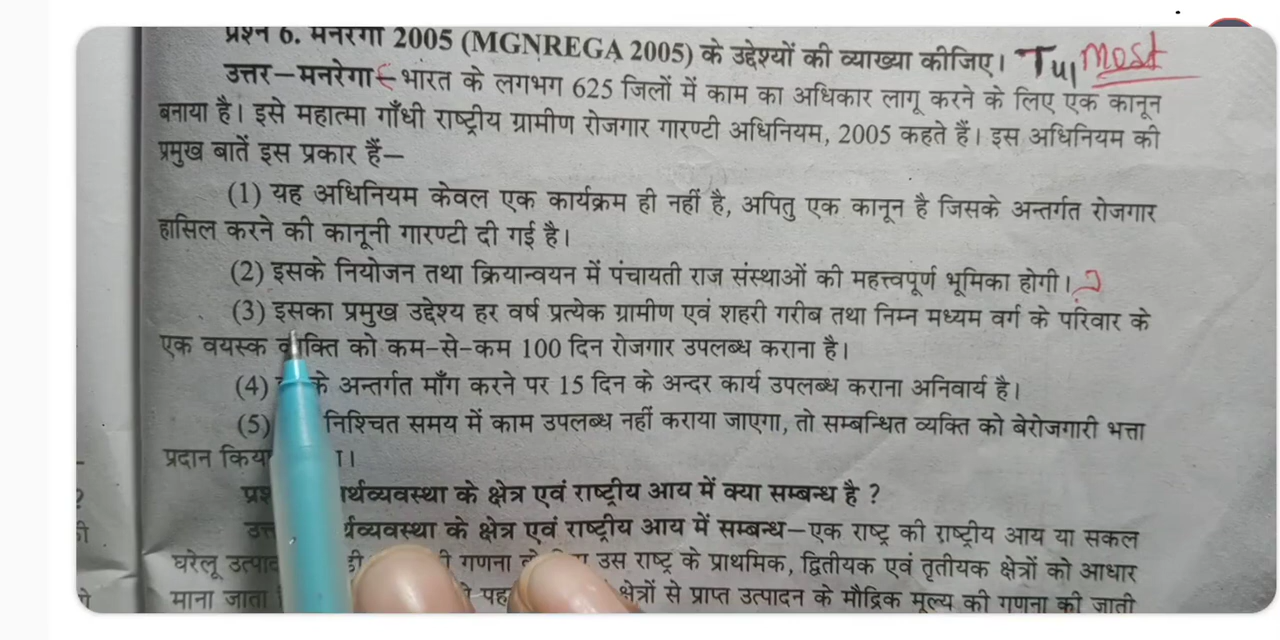 प्रश्न 6. मनरेगा 2005 (MGNREGA 2005) के उद्देश्यों की व्याख्या कीजिए। Most
उत्तर–मनरेगा भारत के लगभग 625 जिलों में काम का अधिकार लागू करने के लिए एक कानून
बनाया है। इसे महात्मा गाँधी राष्ट्रीय ग्रामीण रोजगार गारण्टी अधिनियम, 2005 कहते हैं। इस अधिनियम की
प्रमुख बातें इस प्रकार हैं–
(1) यह अधिनियम केवल एक कार्यक्रम ही नहीं है, अपितु एक कानून है जिसके अन्तर्गत रोजगार
हासिल करने की कानूनी गारण्टी दी गई है।
(2) इसके नियोजन तथा क्रियान्वयन में पंचायती राज संस्थाओं की महत्त्वपूर्ण भूमिका होगी।
(3) इसका प्रमुख उद्देश्य हर वर्ष प्रत्येक ग्रामीण एवं शहरी गरीब तथा निम्न मध्यम वर्ग के परिवार के
एक वयस्क व्यक्ति को कम-से-कम 100 दिन रोजगार उपलब्ध कराना है।
(4) अन्तर्गत माँग करने पर 15 दिन के अन्दर कार्य उपलब्ध कराना अनिवार्य है।
(5) निश्चित समय में काम उपलब्ध नहीं कराया जाएगा, तो सम्बन्धित व्यक्ति को बेरोजगारी भत्ता
प्रदान
के क्षेत्र एवं राष्ट्रीय आय में क्या सम्बन्ध है ?
के क्षेत्र एवं राष्ट्रीय आय में सम्बन्ध–एक राष्ट्र की राष्ट्रीय आय या सकल
घरेलू गणना उस राष्ट्र के प्राथमिक, द्वितीयक एवं तृतीयक क्षेत्रों को आधार
माना जाता से प्राप्त उत्पादन के मौद्रिक मूल्य की गणना की जाती